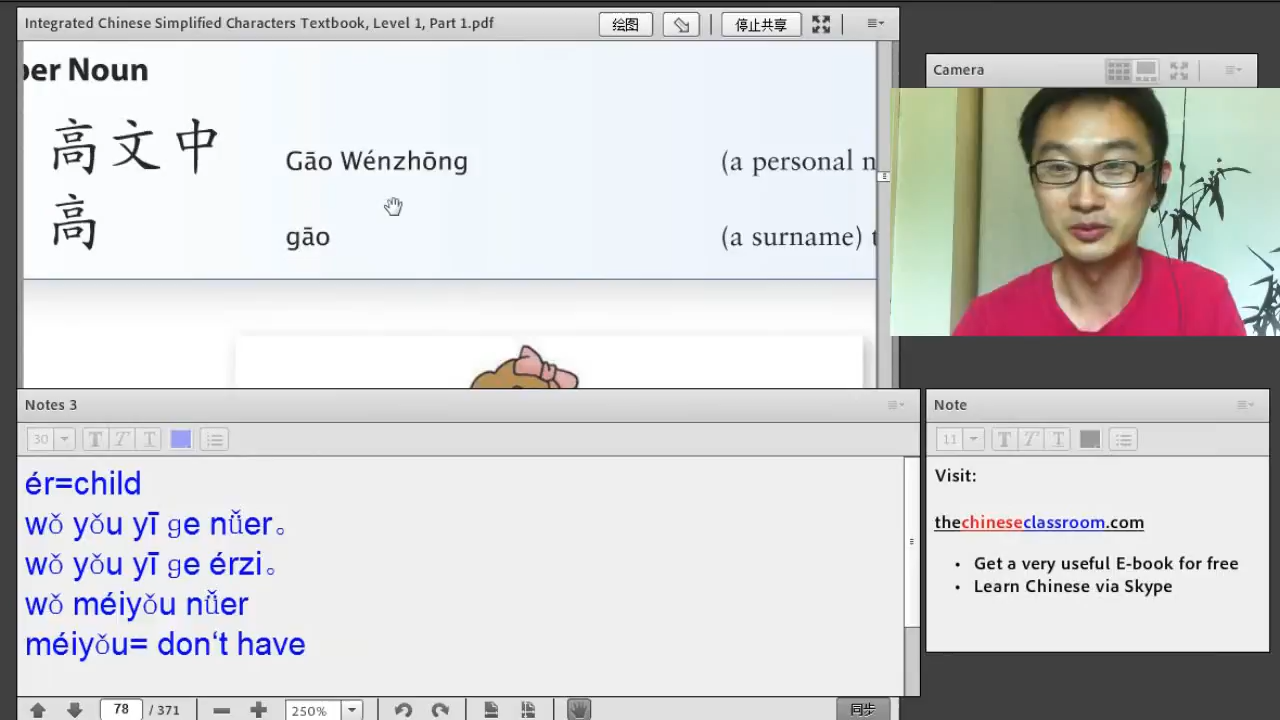 Integrated Chinese Simplified Characters Textbook, Level 1, Part 1.pdf
绘图
停止共享
per Noun
高文中 Gāo Wénzhōng (a personal n
高 gāo (a surname) t
Camera
Notes 3
30
ér=child
wǒ yǒu yī ge nǚer。
wǒ yǒu yī ge érzi。
wǒ méiyǒu nǚer
méiyǒu= don‘t have
Note
11
Visit:
thechineseclassroom.com
• Get a very useful E-book for free
• Learn Chinese via Skype
78 / 371
250%
同步